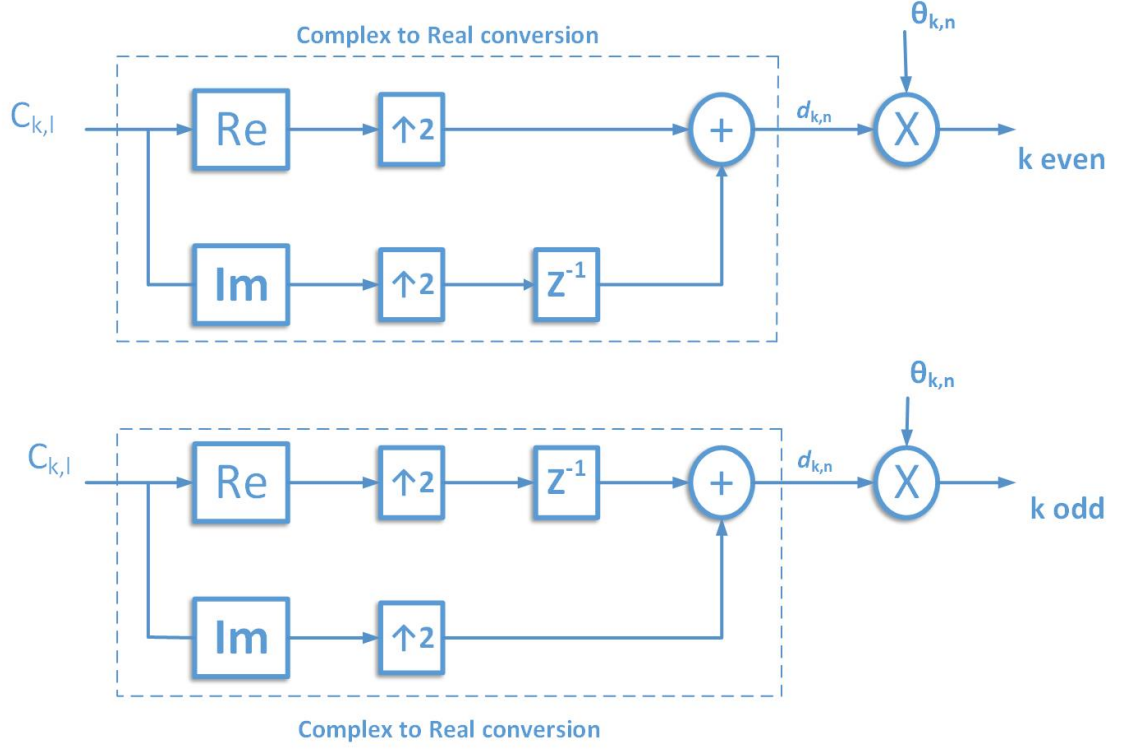 Complex to Real conversion
θk,n
Ck,l
Re
↑2
+
dk,n
X
k even
Im
↑2
Z-1
θk,n
Ck,l
Re
↑2
Z-1
+
dk,n
X
k odd
Im
↑2
Complex to Real conversion